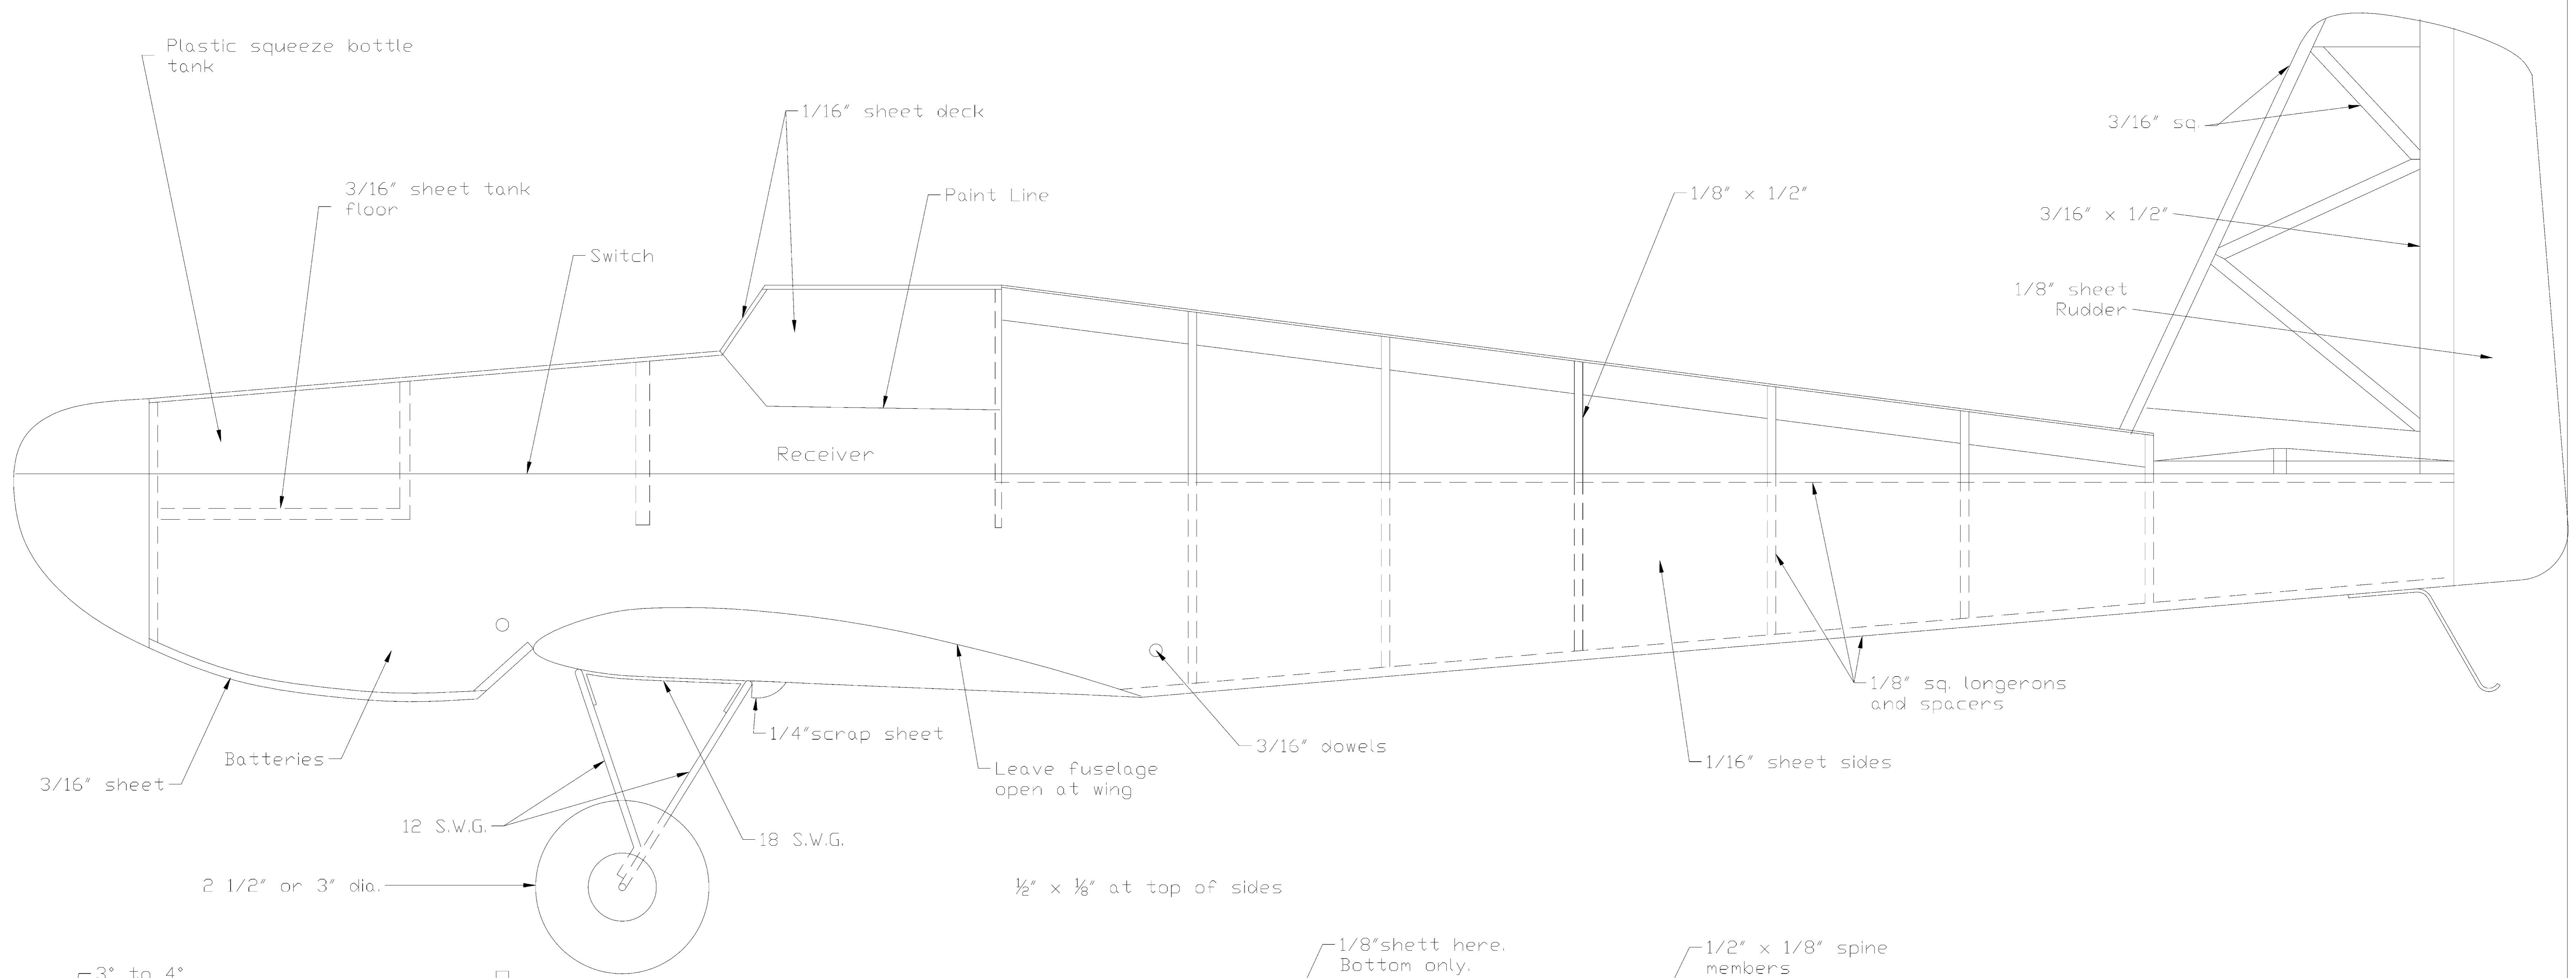 Plastic squeeze bottle
tank
1/16" sheet deck
3/16" sq.
3/16" sheet tank
floor
Paint Line
1/8" x 1/2"
3/16" x 1/2"
Switch
1/8" sheet
Rudder
Receiver
1/8" sq. longerons
and spacers
1/4"scrap sheet
3/16" dowels
Batteries
1/16" sheet sides
Leave fuselage
open at wing
3/16" sheet
12 S.W.G.
18 S.W.G.
2 1/2" or 3" dia.
½" x ⅛" at top of sides
1/8"shett here.
Bottom only.
1/2" x 1/8" spine
members
3° to 4°